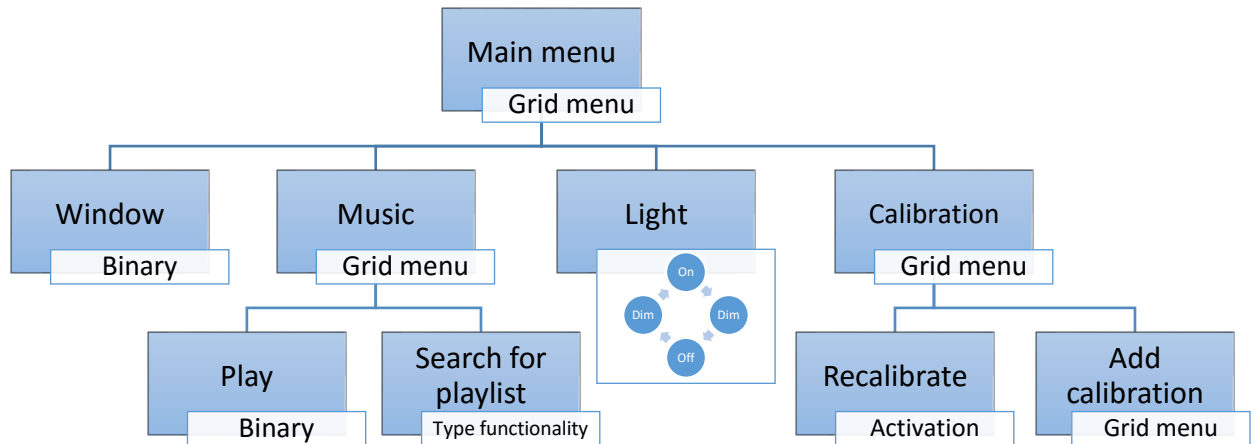 Main menu
Grid menu
Window
Binary
Music
Grid menu
Light
On
Dim
Dim
Off
Calibration
Grid menu
Play
Binary
Search for
playlist
Type functionality
Recalibrate
Activation
Add
calibration
Grid menu